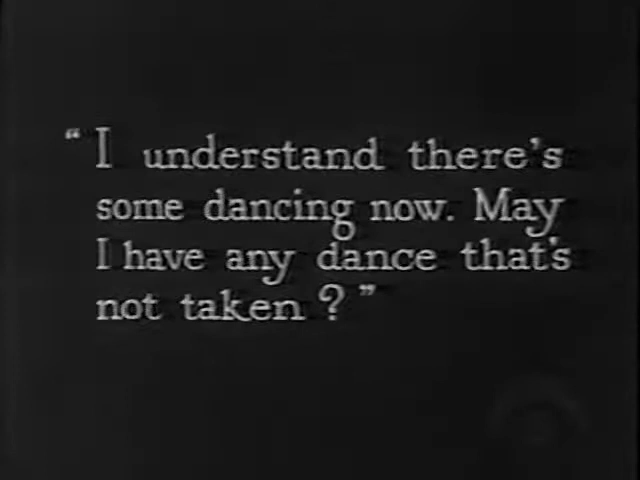 “I understand there's
some dancing now. May
I have any dance that's
not taken?”